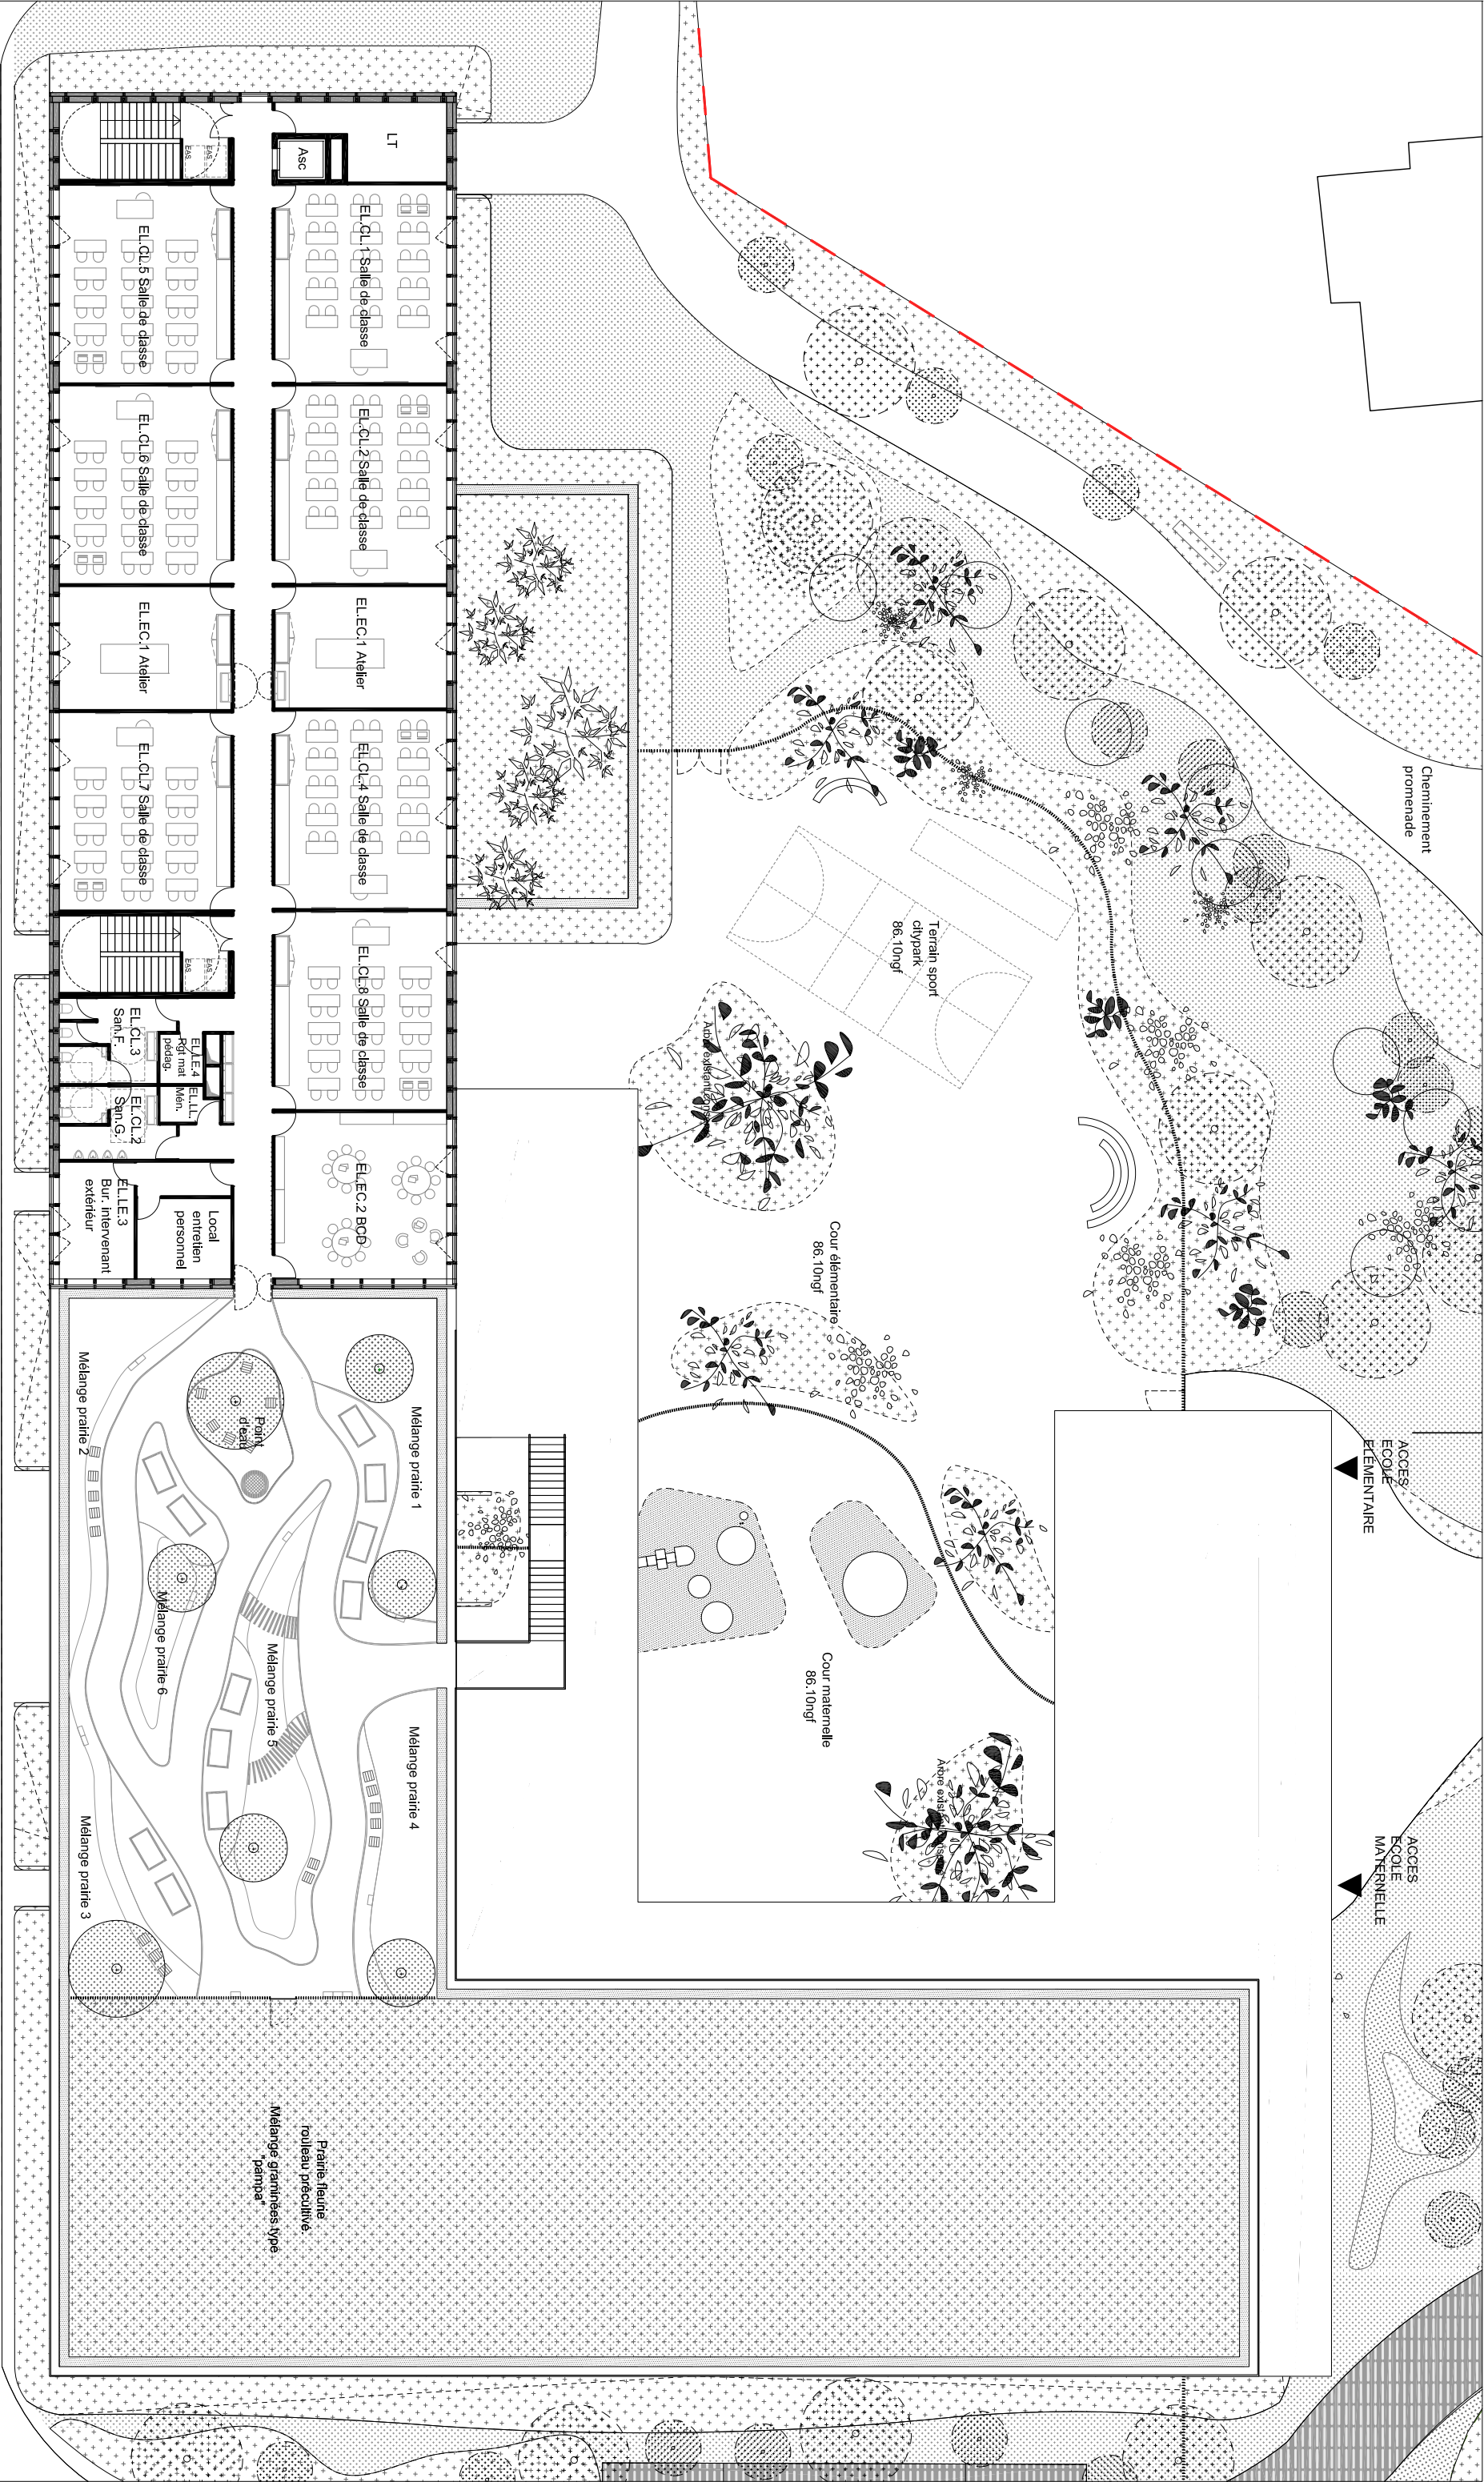 LT
Asc
EAS
EAS
EL.CL.1 Salle de classe
EL.CL.5 Salle de classe
EL.CL.2 Salle de classe
EL.CL.6 Salle de classe
EL.EC.1 Atelier
EL.EC.1 Atelier
EL.CL.4 Salle de classe
EL.CL.7 Salle de classe
EL.CL.8 Salle de classe
EAS
EAS
EL.CL.3
San.F.
EL.LE.4
Rgt mat
pédag.
EL.LL.
Mén.
EL.CL.2
San.G.
EL.LE.3
Bur. intervenant
extérieur
Local
entretien
personnel
EL.EC.2 BCD
Cheminement
promenade
Terrain sport
citypark
86.10ngf
Arbre existant
Cour élémentaire
86.10ngf
ACCES
ECOLE
ELEMENTAIRE
Point
d'eau
Mélange prairie 1
Mélange prairie 2
Mélange prairie 6
Mélange prairie 5
Mélange prairie 4
Mélange prairie 3
Cour maternelle
86.10ngf
Arbre
ACCES
ECOLE
MATERNELLE
Prairie fleurie
rouleau précultivé.
Mélange graminées type
"pampa"